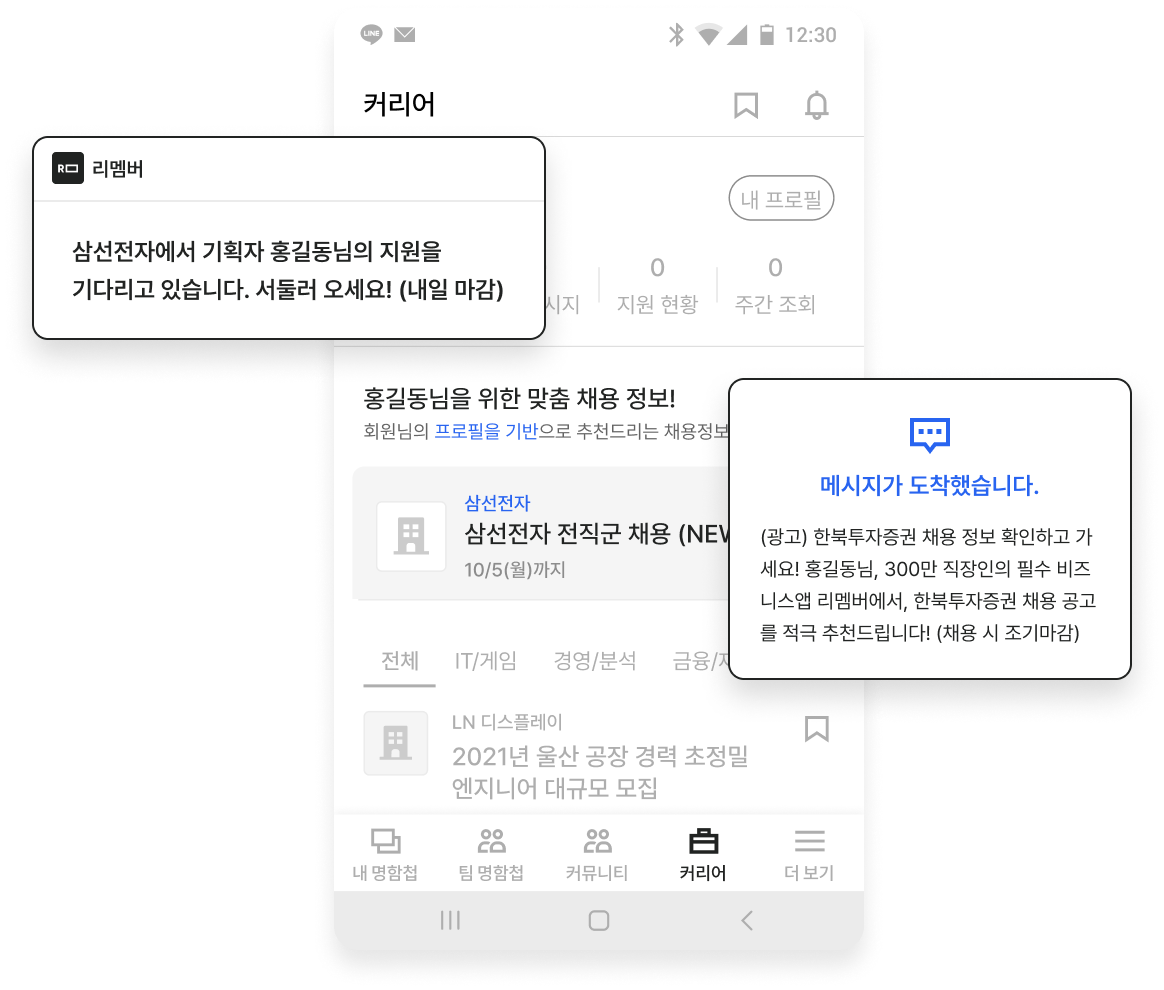 LINE
12:30
커리어
R
리멤버
내 프로필
삼선전자에서 기획자 홍길동님의 지원을
기다리고 있습니다. 서둘러 오세요! (내일 마감)
0
0
시지
지원 현황
주간 조회
홍길동님을 위한 맞춤 채용 정보!
회원님의 프로필을 기반으로 추천드리는 채용정보
삼선전자
삼선전자 전직군 채용 (NEW
10/5(월)까지
메시지가 도착했습니다.
(광고) 한북투자증권 채용 정보 확인하고 가
세요! 홍길동님, 300만 직장인의 필수 비즈
니스앱 리멤버에서, 한북투자증권 채용 공고
를 적극 추천드립니다! (채용 시 조기마감)
전체
IT/게임
경영/분석
금융/
LN 디스플레이
2021년 울산 공장 경력 초정밀
엔지니어 대규모 모집
내 명함첩
팀 명함첩
커뮤니티
커리어
더 보기